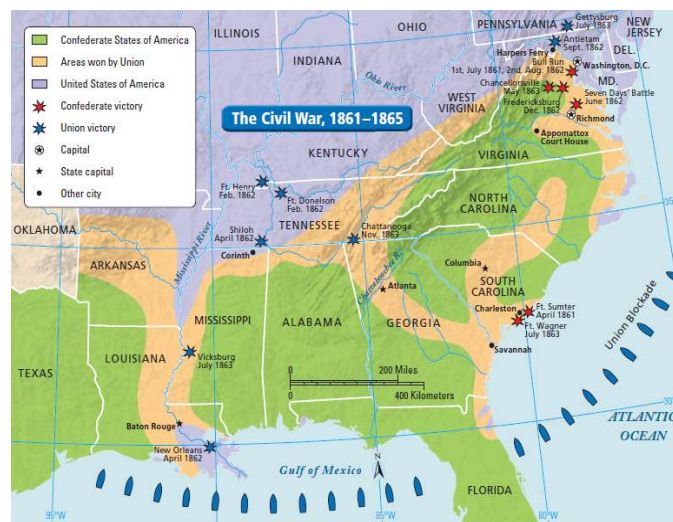 Confederate States of America
Areas won by Union
United States of America
Confederate victory
Union victory
Capital
State capital
Other city
The Civil War, 1861–1865
ILLINOIS
INDIANA
OHIO
PENNSYLVANIA
NEW
JERSEY
DEL.
MD.
Gettysburg
July 1863
Antietam
Sept. 1862
Harpers Ferry
Bull Run
1st, July 1861, 2nd, Aug. 1862
Washington, D.C.
Chancellorsville
May 1863
Fredericksburg
Dec. 1862
Seven Days' Battle
June 1862
Richmond
Appomattox
Court House
Ohio River
WEST
VIRGINIA
VIRGINIA
KENTUCKY
Ft. Henry
Feb. 1862
Ft. Donelson
Feb. 1862
NORTH
CAROLINA
TENNESSEE
Shiloh
April 1862
Corinth
Chattanooga
Nov. 1863
Chattahoochee R.
OKLAHOMA
ARKANSAS
Mississippi River
Columbia
SOUTH
CAROLINA
Atlanta
Charleston
Ft. Sumter
April 1861
Ft. Wagner
July 1863
Union Blockade
MISSISSIPPI
ALABAMA
GEORGIA
Savannah
TEXAS
LOUISIANA
Vicksburg
July 1863
0 200 Miles
0 400 Kilometers
Baton Rouge
New Orleans
April 1862
Gulf of Mexico
N
ATLANTIC
OCEAN
FLORIDA
35°
30°
95°W
85°W
80°W